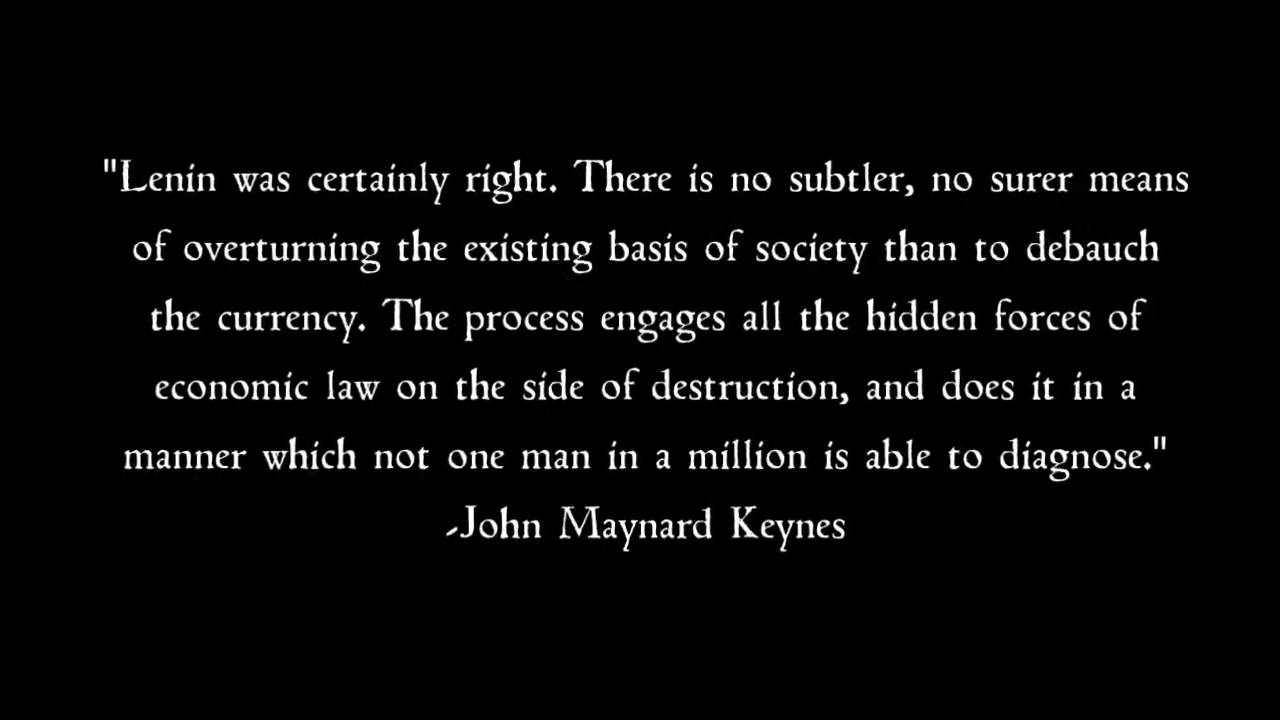 "Lenin was certainly right. There is no subtler, no surer means
of overturning the existing basis of society than to debauch
the currency. The process engages all the hidden forces of
economic law on the side of destruction, and does it in a
manner which not one man in a million is able to diagnose."
-John Maynard Keynes